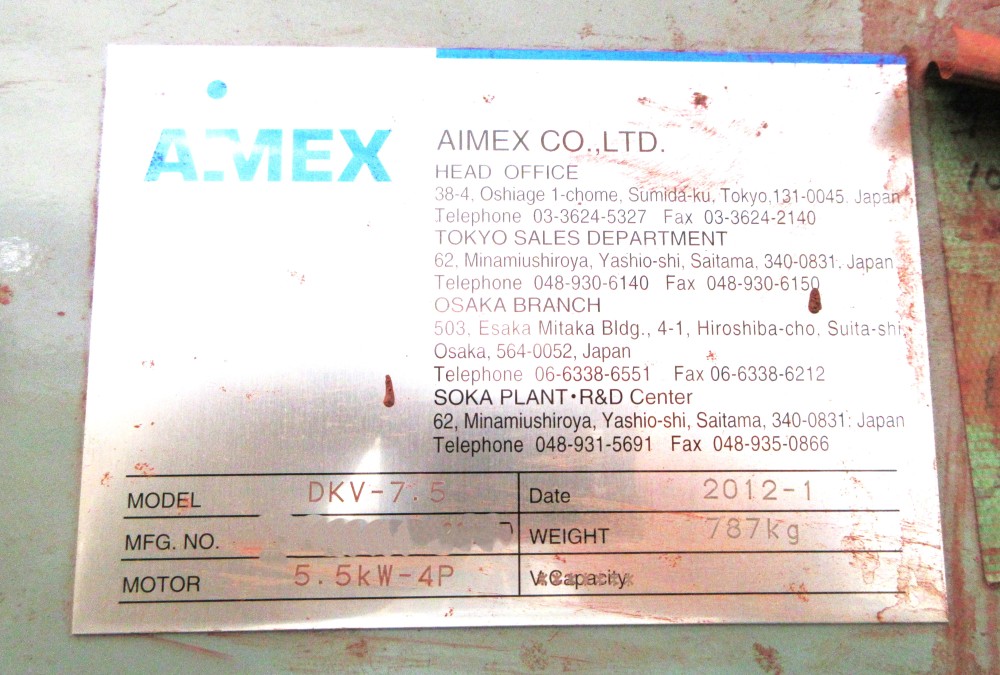 AIMEX
AIMEX CO.,LTD.
HEAD OFFICE
38-4, Oshiage 1-chome, Sumida-ku, Tokyo,131-0045. Japan
Telephone 03-3624-5327 Fax 03-3624-2140
TOKYO SALES DEPARTMENT
62, Minamiushiroya, Yashio-shi, Saitama, 340-0831. Japan
Telephone 048-930-6140 Fax 048-930-6150
OSAKA BRANCH
503, Esaka Mitaka Bldg., 4-1, Hiroshiba-cho, Suita-shi,
Osaka, 564-0052, Japan
Telephone 06-6338-6551 Fax 06-6338-6212
SOKA PLANT・R&D Center
62, Minamiushiroya, Yashio-shi, Saitama, 340-0831: Japan
Telephone 048-931-5691 Fax 048-935-0866
MODEL DKV-7.5 Date 2012-1
MFG. NO. WEIGHT 787kg
MOTOR 5.5kW-4P V.Capacity